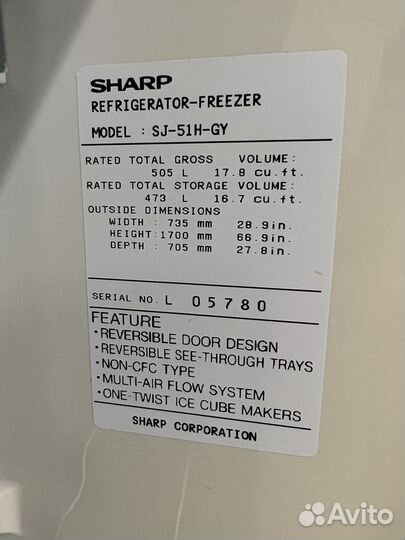 SHARP
REFRIGERATOR-FREEZER
MODEL : SJ-51H-GY
RATED TOTAL GROSS VOLUME:
505 L 17.8 cu.ft.
RATED TOTAL STORAGE VOLUME:
473 L 16.7 cu.ft.
OUTSIDE DIMENSIONS
WIDTH : 735 mm 28.9in.
HEIGHT:1700 mm 66.9in.
DEPTH : 705 mm 27.8in.
SERIAL NO. L 05780
FEATURE
·REVERSIBLE DOOR DESIGN
·REVERSIBLE SEE-THROUGH TRAYS
·NON-CFC TYPE
·MULTI-AIR FLOW SYSTEM
·ONE-TWIST ICE CUBE MAKERS
SHARP CORPORATION
Avito